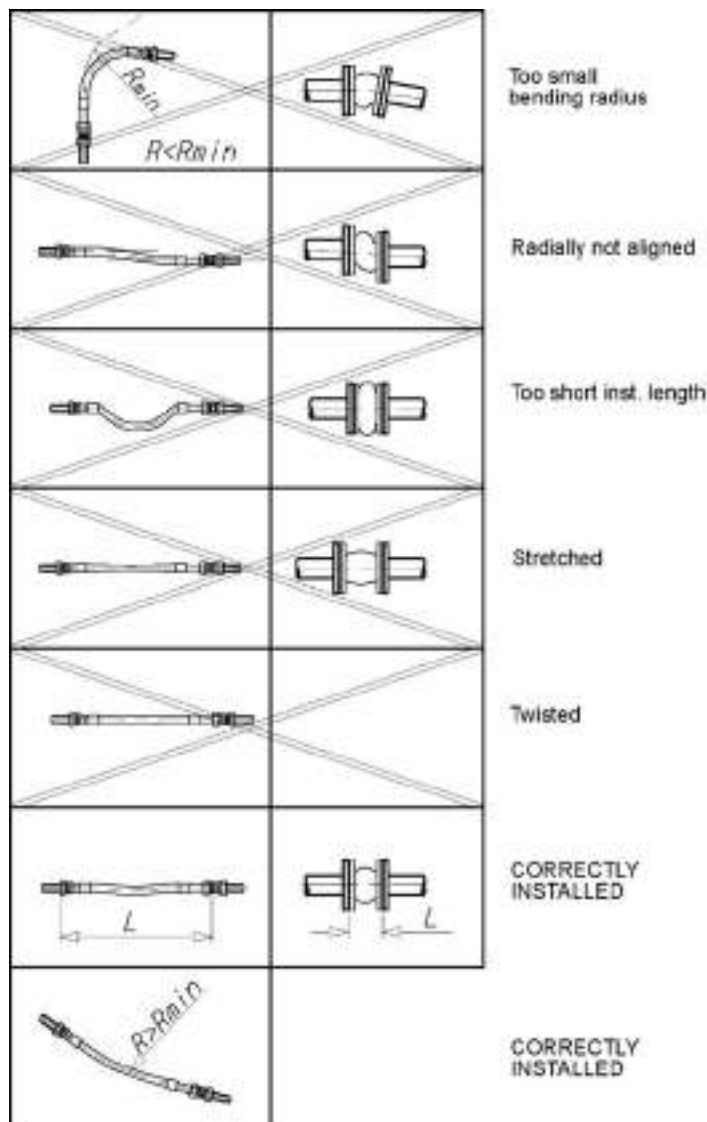 Rmin
R<Rmin
Too small
bending radius
Radially not aligned
Too short inst. length
Stretched
Twisted
L
L
CORRECTLY
INSTALLED
R>Rmin
CORRECTLY
INSTALLED